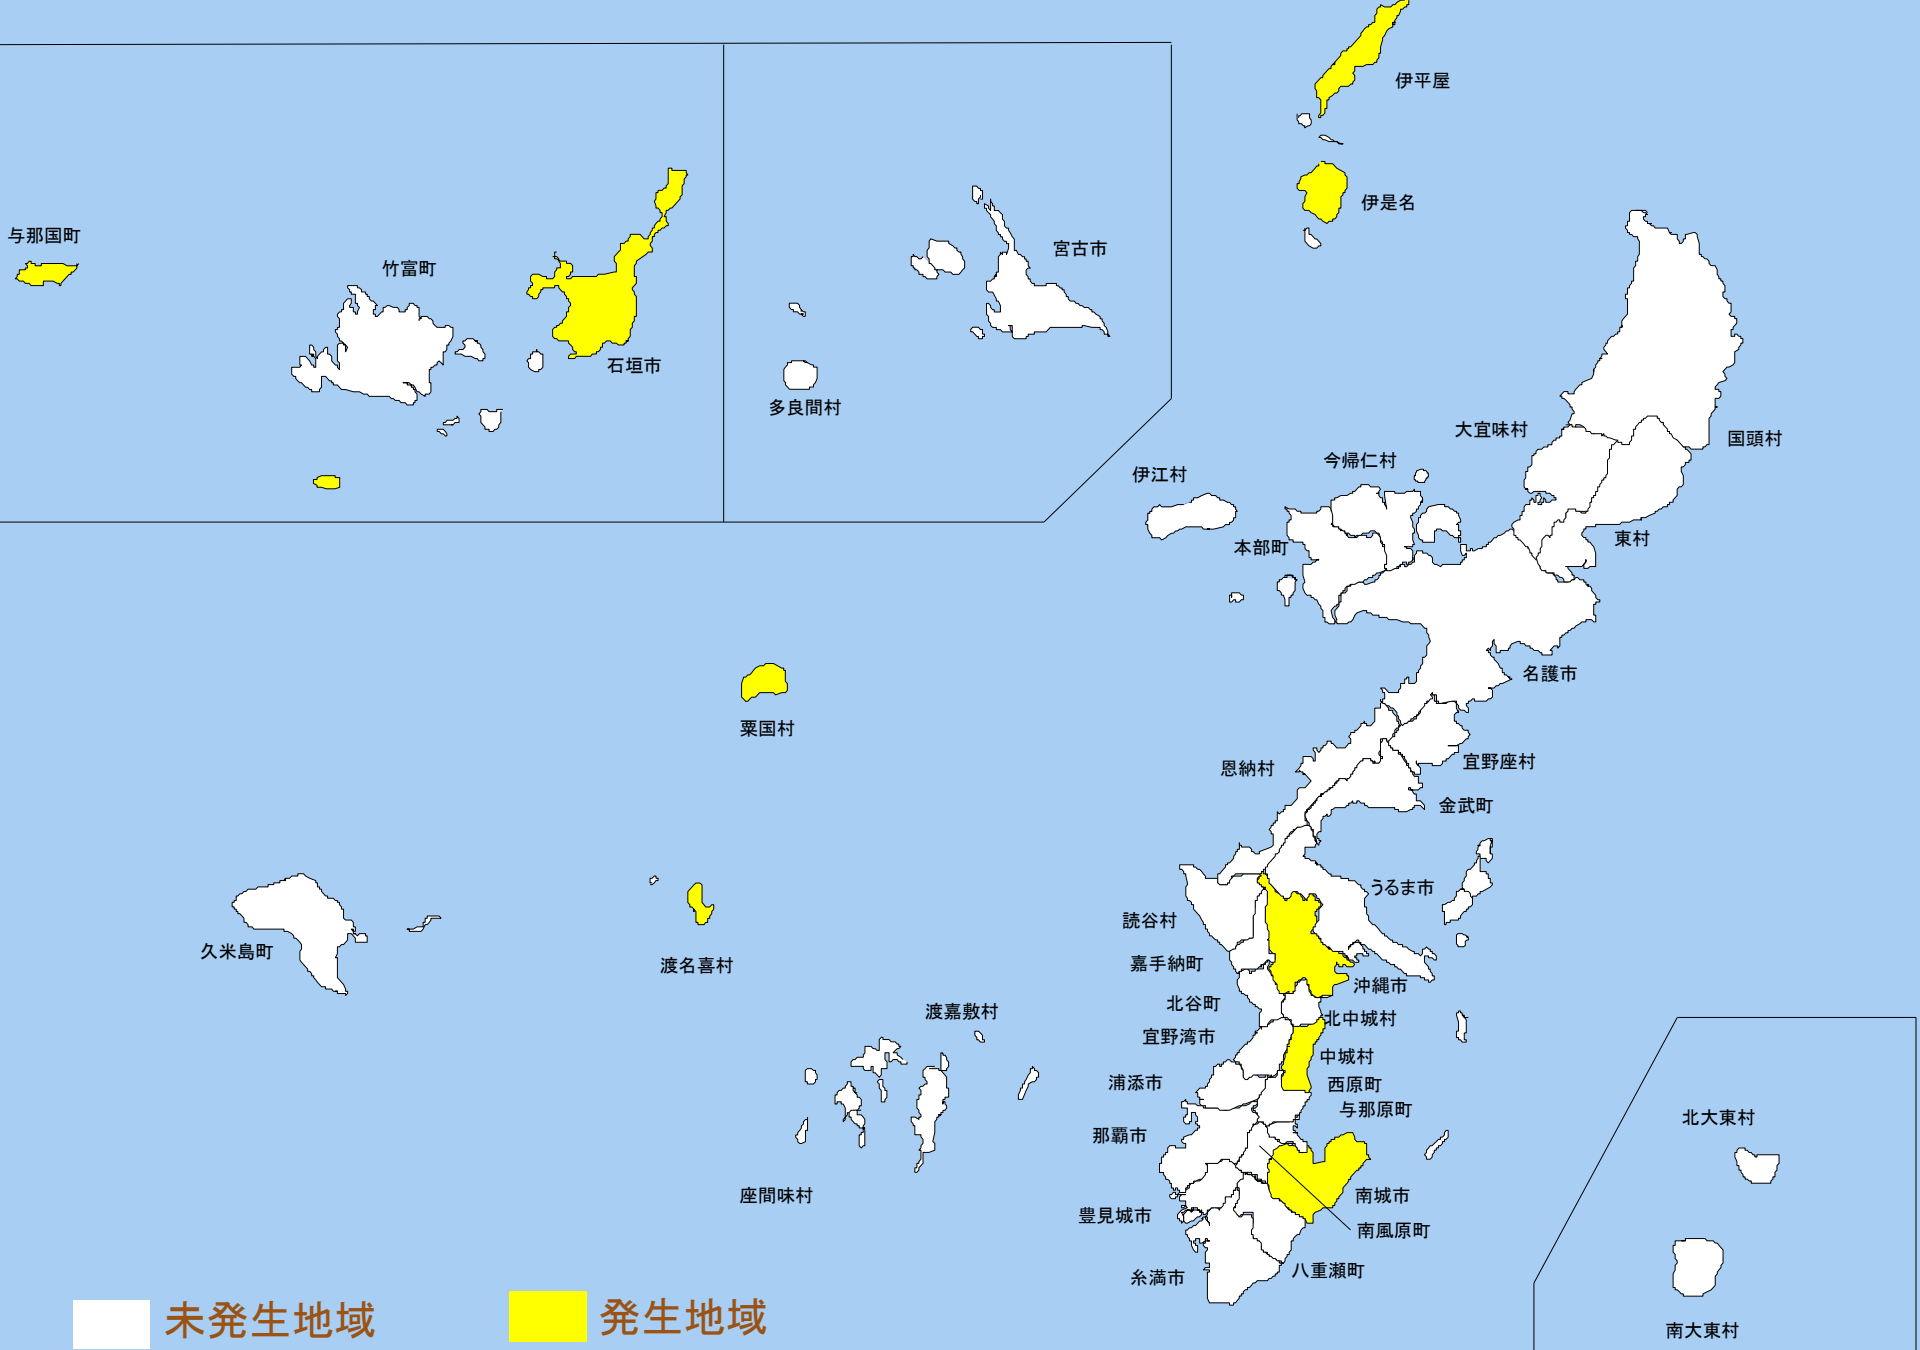 伊平屋
伊是名
与那国町
竹富町
宮古市
石垣市
多良間村
大宜味村
国頭村
今帰仁村
伊江村
東村
本部町
名護市
粟国村
宜野座村
恩納村
金武町
うるま市
読谷村
久米島町
嘉手納町
渡名喜村
沖縄市
北谷町
渡嘉敷村
北中城村
宜野湾市
中城村
浦添市
西原町
与那原町
北大東村
那覇市
座間味村
南城市
豊見城市
南風原町
八重瀬町
糸満市
未発生地域
発生地域
南大東村